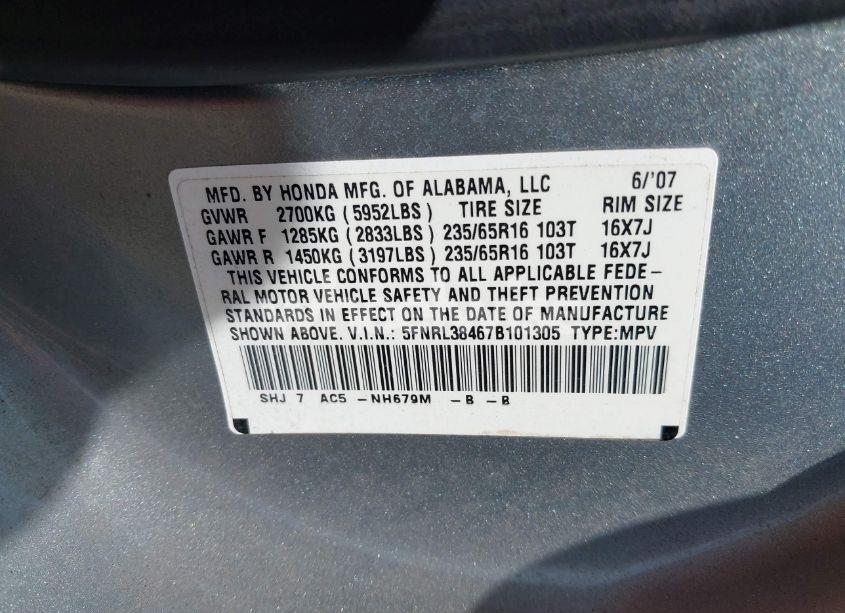 MFD. BY HONDA MFG. OF ALABAMA, LLC 6/'07
GVWR 2700KG (5952LBS) TIRE SIZE RIM SIZE
GAWR F 1285KG (2833LBS) 235/65R16 103T 16X7J
GAWR R 1450KG (3197LBS) 235/65R16 103T 16X7J
THIS VEHICLE CONFORMS TO ALL APPLICABLE FEDE-
RAL MOTOR VEHICLE SAFETY AND THEFT PREVENTION
STANDARDS IN EFFECT ON THE DATE OF MANUFACTURE
SHOWN ABOVE. V.I.N.: 5FNRL38467B101305 TYPE:MPV
SHJ 7 AC5 -NH679M -B -B